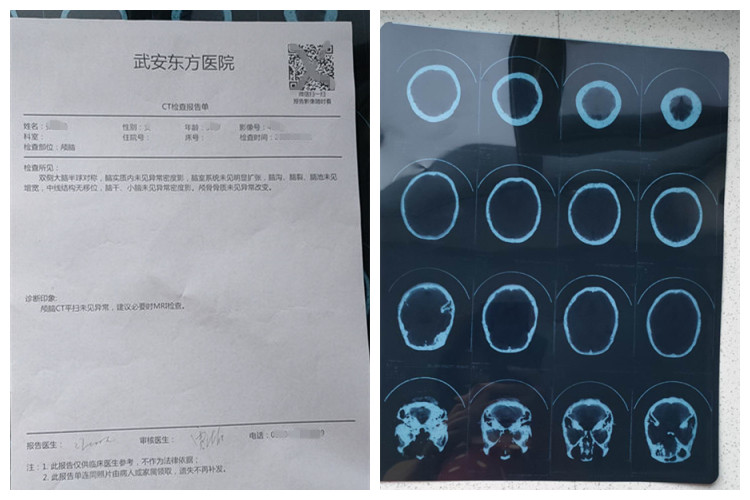 武安东方医院
微信扫一扫
报告影像随时看
CT检查报告单
姓名： 性别： 年龄： 影像号：
科室： 住院号： 床号： 检查时间：
检查部位：颅脑
检查所见：
双侧大脑半球对称，脑实质内未见异常密度影，脑室系统未见明显扩张，脑沟、脑裂、脑池未见
增宽，中线结构无移位，脑干、小脑未见异常密度影。颅骨骨质未见异常改变。
诊断印象：
颅脑CT平扫未见异常，建议必要时MRI检查。
报告医生： 审核医生： 电话：
注：1. 此报告仅供临床医生参考，不作为法律依据；
2. 此报告单连同照片由病人或家属领取，遗失不再补发。